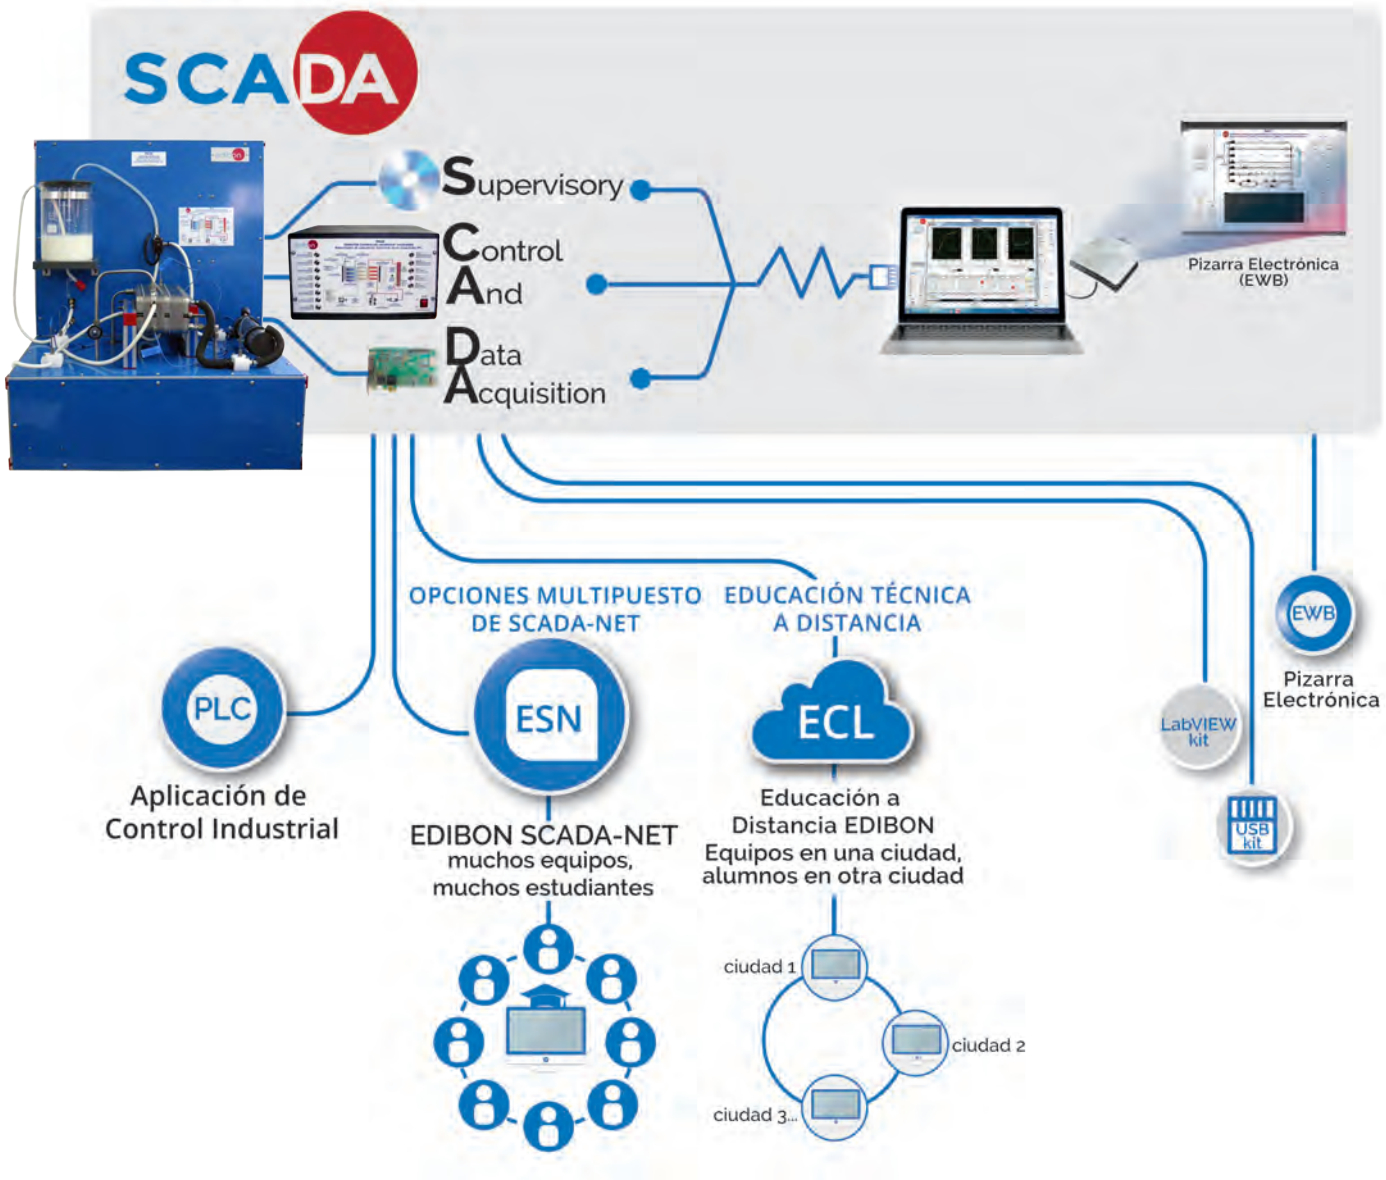 SCADA
Supervisory
Control
And
Data
Acquisition
Pizarra Electrónica
(EWB)
OPCIONES MULTIPUESTO
DE SCADA-NET
EDUCACIÓN TÉCNICA
A DISTANCIA
PLC
Aplicación de
Control Industrial
ESN
EDIBON SCADA-NET
muchos equipos,
muchos estudiantes
ECL
Educación a
Distancia EDIBON
Equipos en una ciudad,
alumnos en otra ciudad
ciudad 1
ciudad 2
ciudad 3...
LabVIEW
kit
USB
kit
EWB
Pizarra
Electrónica